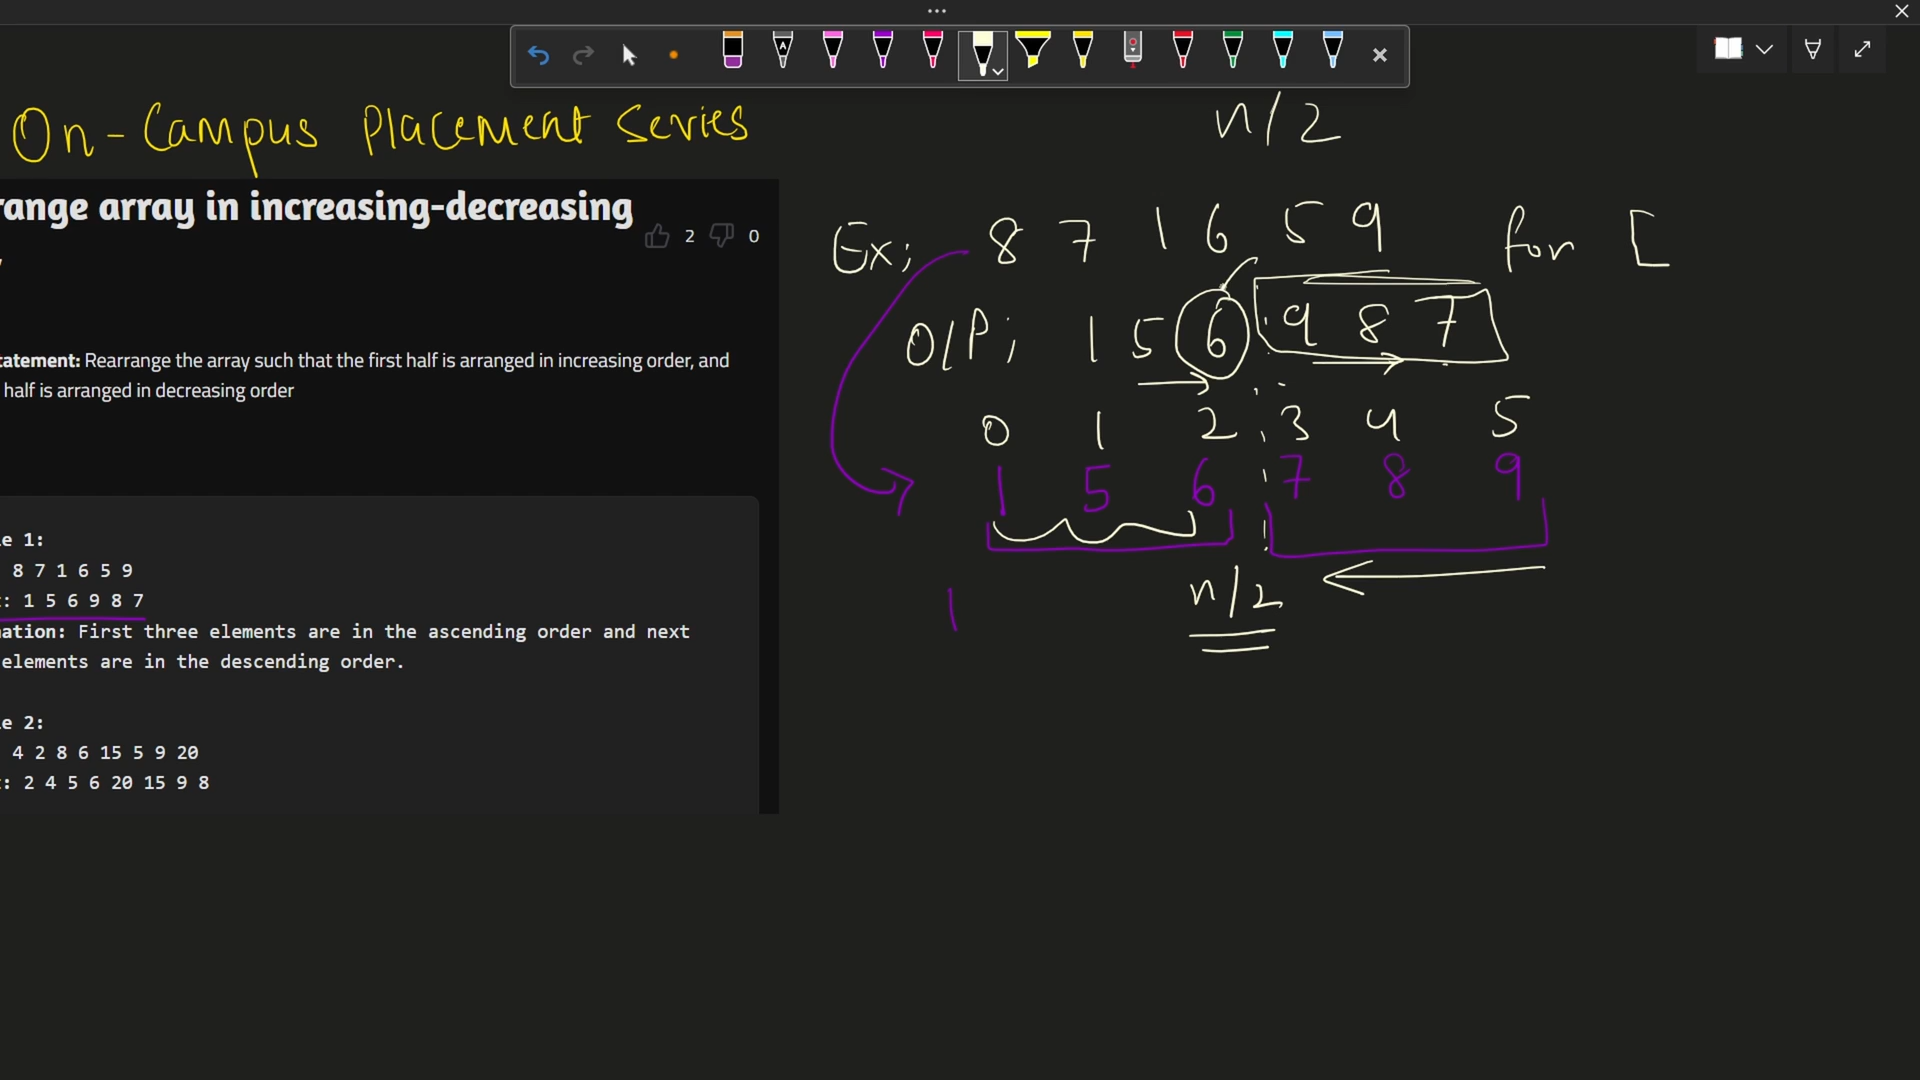 On-Campus Placement Series
range array in increasing-decreasing
2 0
atement: Rearrange the array such that the first half is arranged in increasing order, and
half is arranged in decreasing order
e 1:
8 7 1 6 5 9
: 1 5 6 9 8 7
ation: First three elements are in the ascending order and next
elements are in the descending order.
e 2:
4 2 8 6 15 5 9 20
: 2 4 5 6 20 15 9 8
n/2
Ex; 8 7 1 6 5 9 for [
O/P; 1 5 6 9 8 7
0 1 2 3 4 5
1 5 6 7 8 9
n/2
1